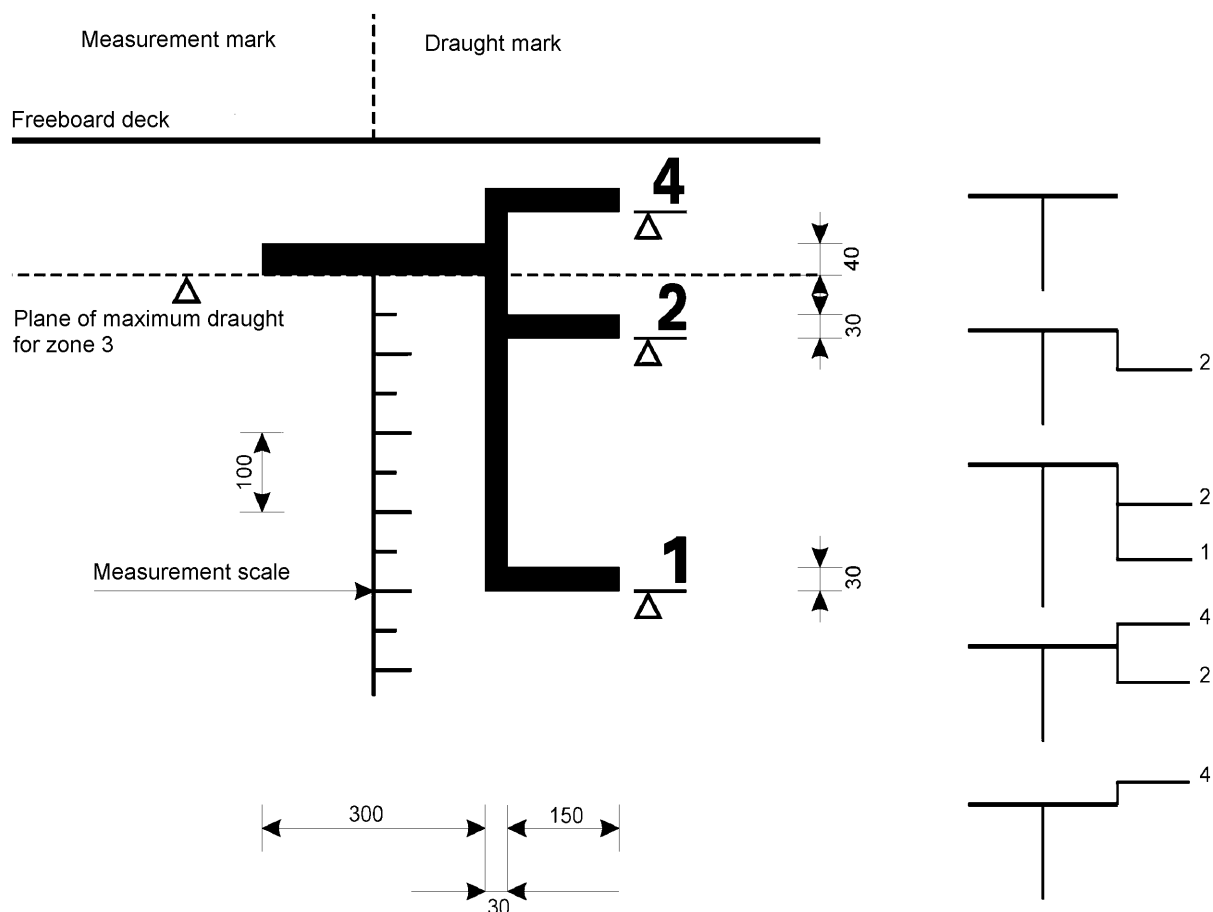 Measurement mark
Draught mark
Freeboard deck
4
40
Plane of maximum draught
for zone 3
2
30
2
100
2
1
Measurement scale
1
30
4
2
4
300
150
30